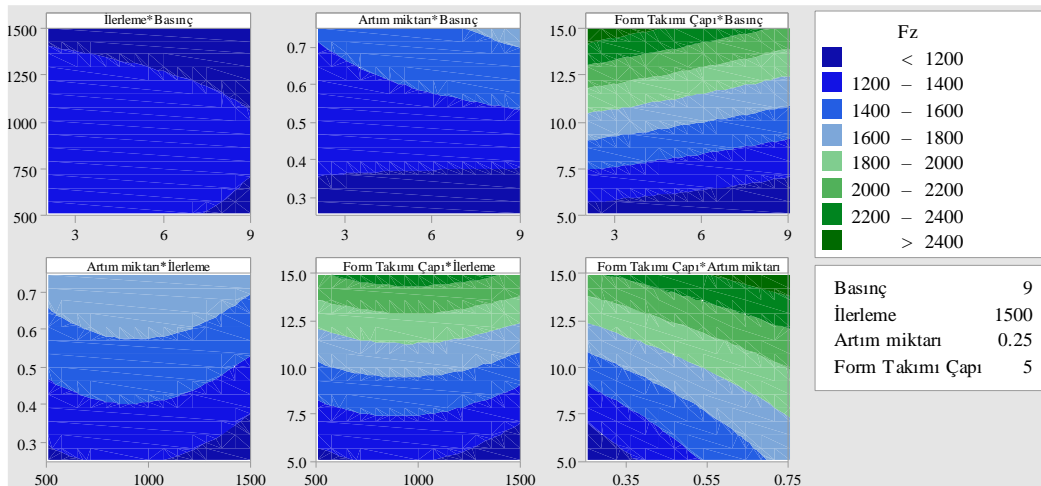 İlerleme*Basınç
1500
1250
1000
750
500
3
6
9
Artım miktarı*Basınç
0.7
0.6
0.5
0.4
0.3
3
6
9
Form Takımı Çapı*Basınç
15.0
12.5
10.0
7.5
5.0
3
6
9
Artım miktarı*İlerleme
0.7
0.6
0.5
0.4
0.3
500
1000
1500
Form Takımı Çapı*İlerleme
15.0
12.5
10.0
7.5
5.0
500
1000
1500
Form Takımı Çapı*Artım miktarı
15.0
12.5
10.0
7.5
5.0
0.35
0.55
0.75
Fz
< 1200
1200 – 1400
1400 – 1600
1600 – 1800
1800 – 2000
2000 – 2200
2200 – 2400
> 2400
Basınç 9
İlerleme 1500
Artım miktarı 0.25
Form Takımı Çapı 5